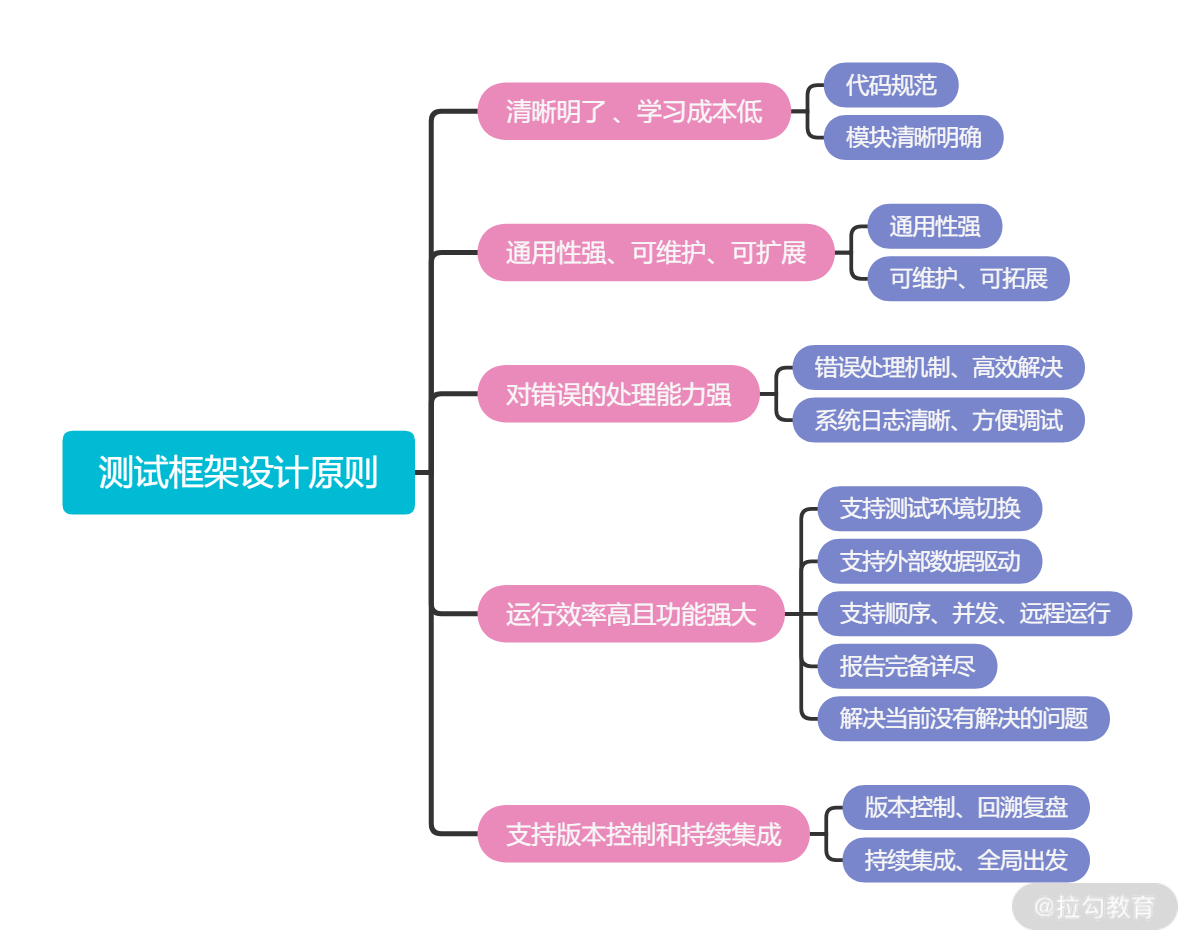 测试框架设计原则
清晰明了 、学习成本低
代码规范
模块清晰明确
通用性强、可维护、可扩展
通用性强
可维护、可拓展
对错误的处理能力强
错误处理机制、高效解决
系统日志清晰、方便调试
运行效率高且功能强大
支持测试环境切换
支持外部数据驱动
支持顺序、并发、远程运行
报告完备详尽
解决当前没有解决的问题
支持版本控制和持续集成
版本控制、回溯复盘
持续集成、全局出发
@拉勾教育